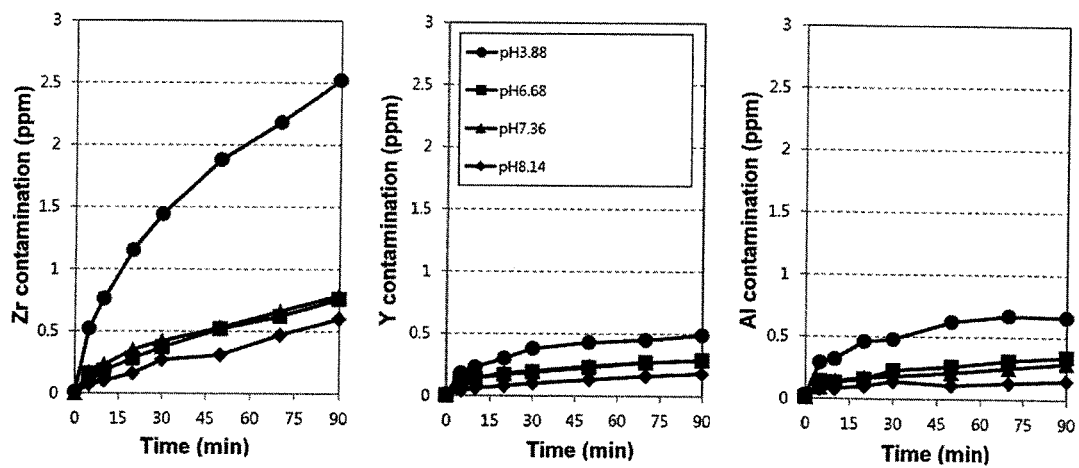 Zr contamination (ppm)
3
2.5
2
1.5
1
0.5
0
0 15 30 45 60 75 90
Time (min)
Y contamination (ppm)
3
2.5
2
1.5
1
0.5
0
pH3.88
pH6.68
pH7.36
pH8.14
0 15 30 45 60 75 90
Time (min)
Al contamination (ppm)
3
2.5
2
1.5
1
0.5
0
0 15 30 45 60 75 90
Time (min)